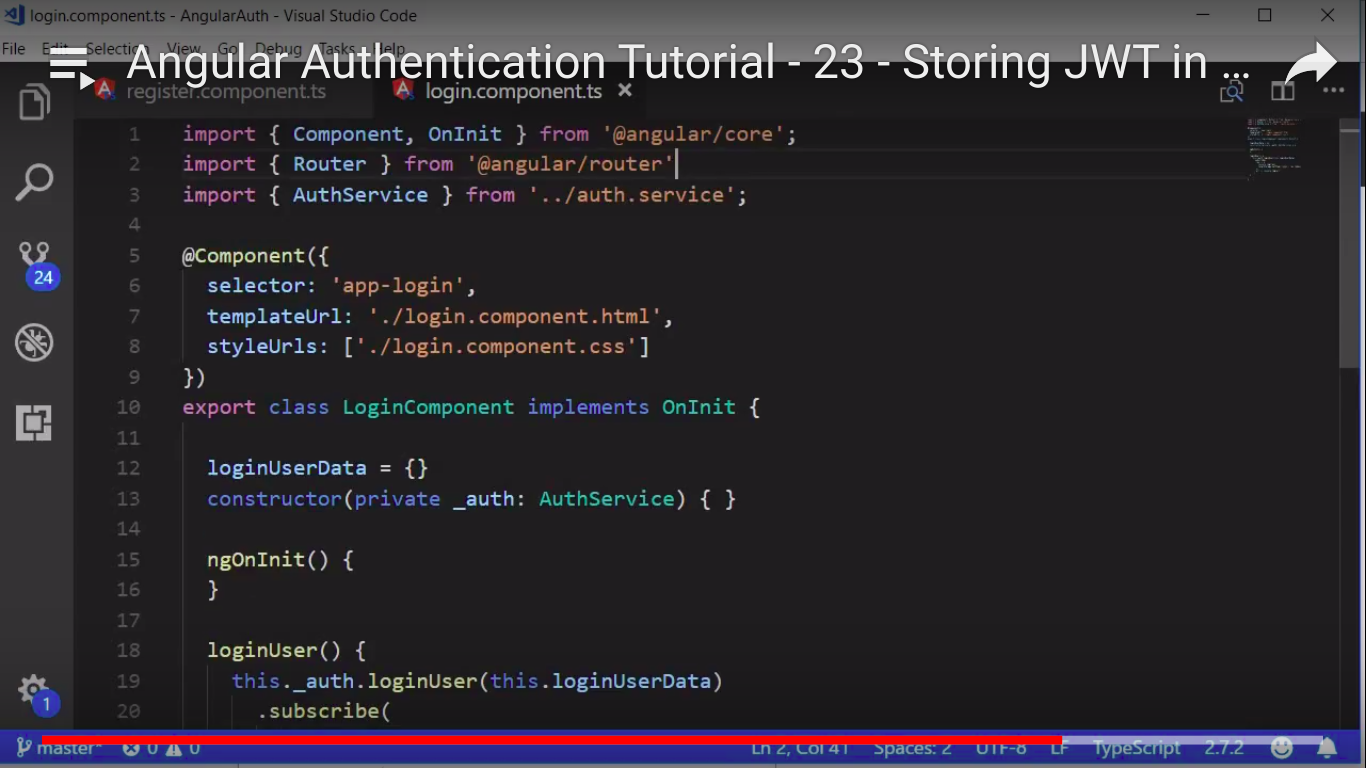 login.component.ts - AngularAuth - Visual Studio Code
File Edit Selection View Go Debug Tasks Help
Angular Authentication Tutorial - 23 - Storing JWT in ...
register.component.ts login.component.ts
1 import { Component, OnInit } from '@angular/core';
2 import { Router } from '@angular/router'
3 import { AuthService } from '../auth.service';
4
5 @Component({
6 selector: 'app-login',
7 templateUrl: './login.component.html',
8 styleUrls: ['./login.component.css']
9 })
10 export class LoginComponent implements OnInit {
11
12 loginUserData = {}
13 constructor(private _auth: AuthService) { }
14
15 ngOnInit() {
16 }
17
18 loginUser() {
19 this._auth.loginUser(this.loginUserData)
20 .subscribe(
24
1
master* 0 0 Ln 2, Col 41 Spaces: 2 UTF-8 LF TypeScript 2.7.2